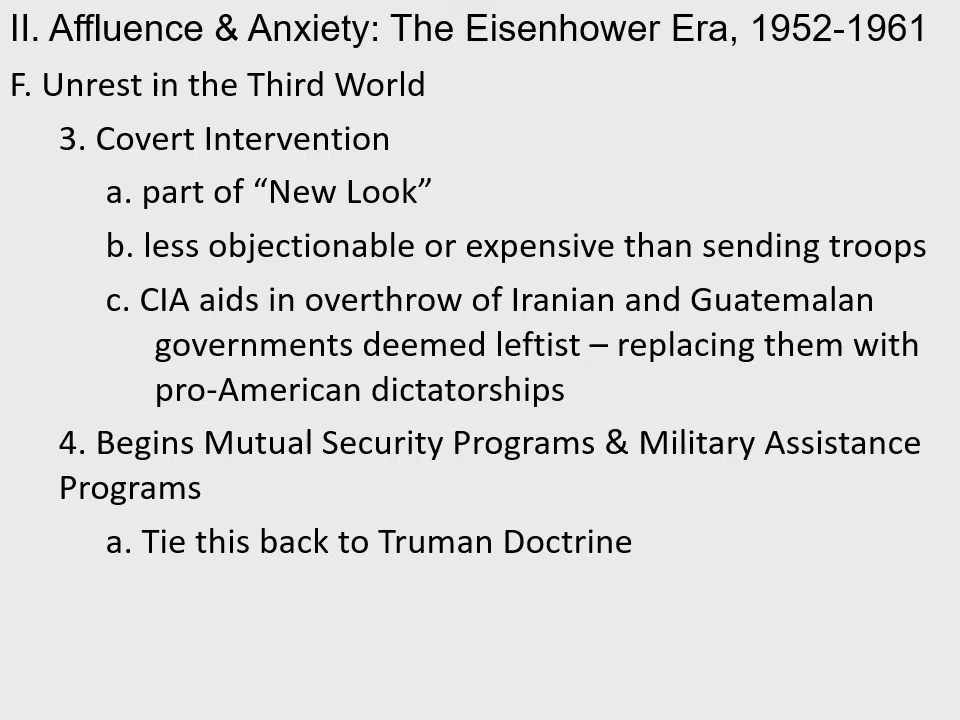 II. Affluence & Anxiety: The Eisenhower Era, 1952-1961
F. Unrest in the Third World
3. Covert Intervention
a. part of “New Look”
b. less objectionable or expensive than sending troops
c. CIA aids in overthrow of Iranian and Guatemalan
governments deemed leftist – replacing them with
pro-American dictatorships
4. Begins Mutual Security Programs & Military Assistance
Programs
a. Tie this back to Truman Doctrine